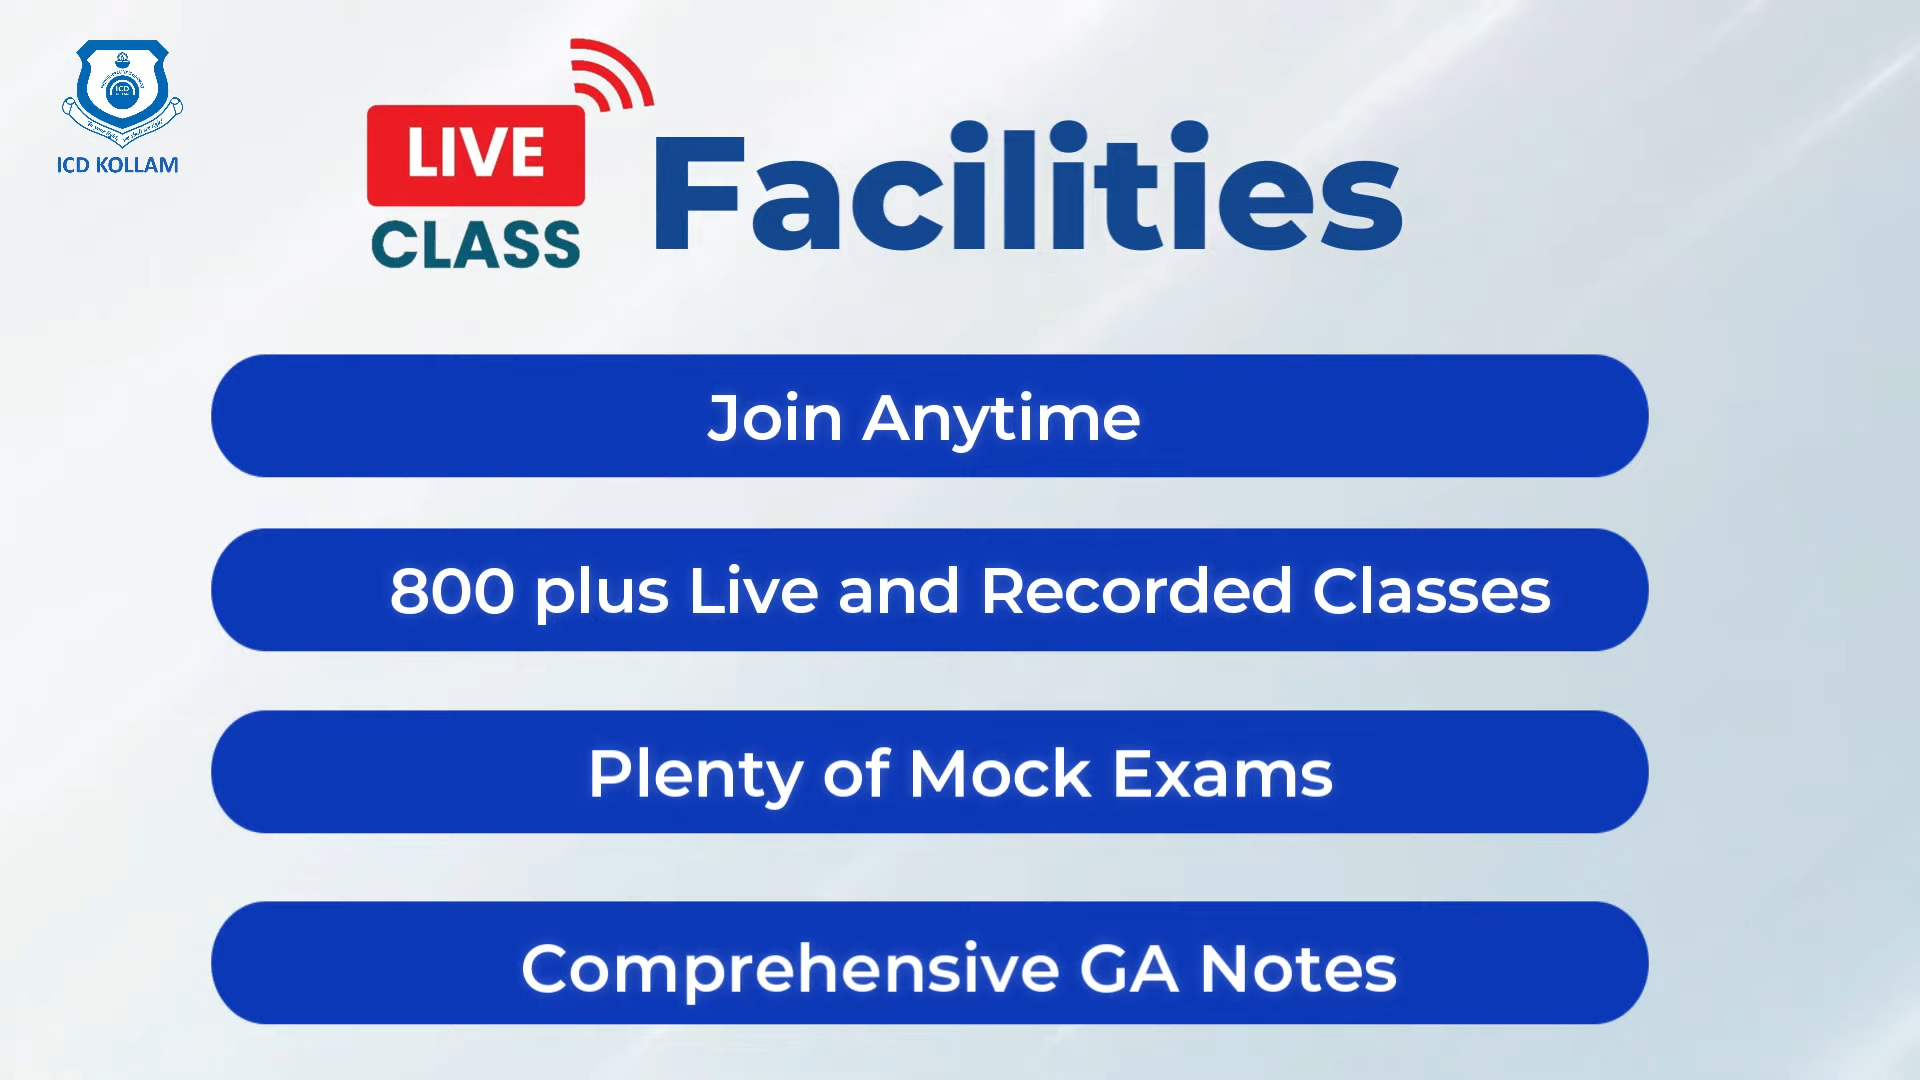 ICD
ICD KOLLAM
LIVE
CLASS
Facilities
Join Anytime
800 plus Live and Recorded Classes
Plenty of Mock Exams
Comprehensive GA Notes